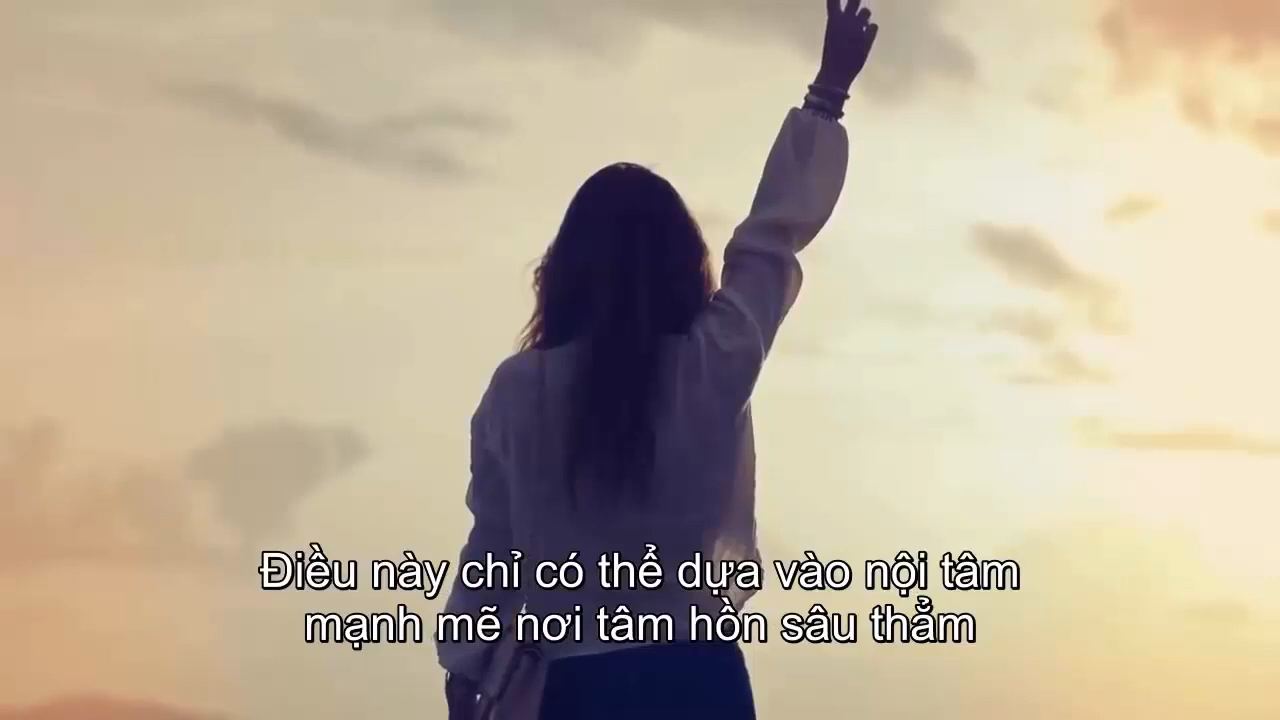 Điều này chỉ có thể dựa vào nội tâm
mạnh mẽ nơi tâm hồn sâu thẳm